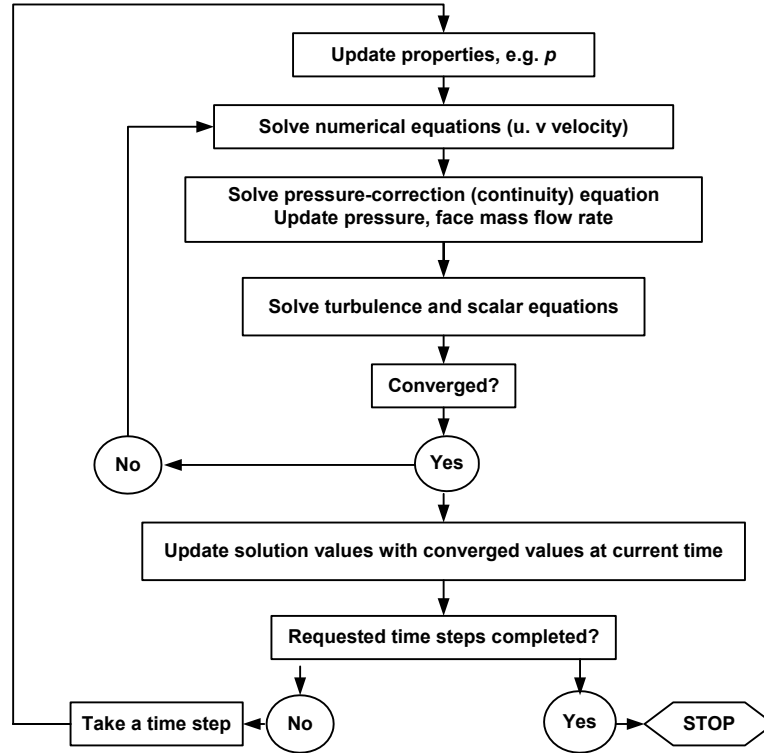 Update properties, e.g. p
Solve numerical equations (u. v velocity)
Solve pressure-correction (continuity) equation
Update pressure, face mass flow rate
Solve turbulence and scalar equations
Converged?
No
Yes
Update solution values with converged values at current time
Requested time steps completed?
Take a time step
No
Yes
STOP